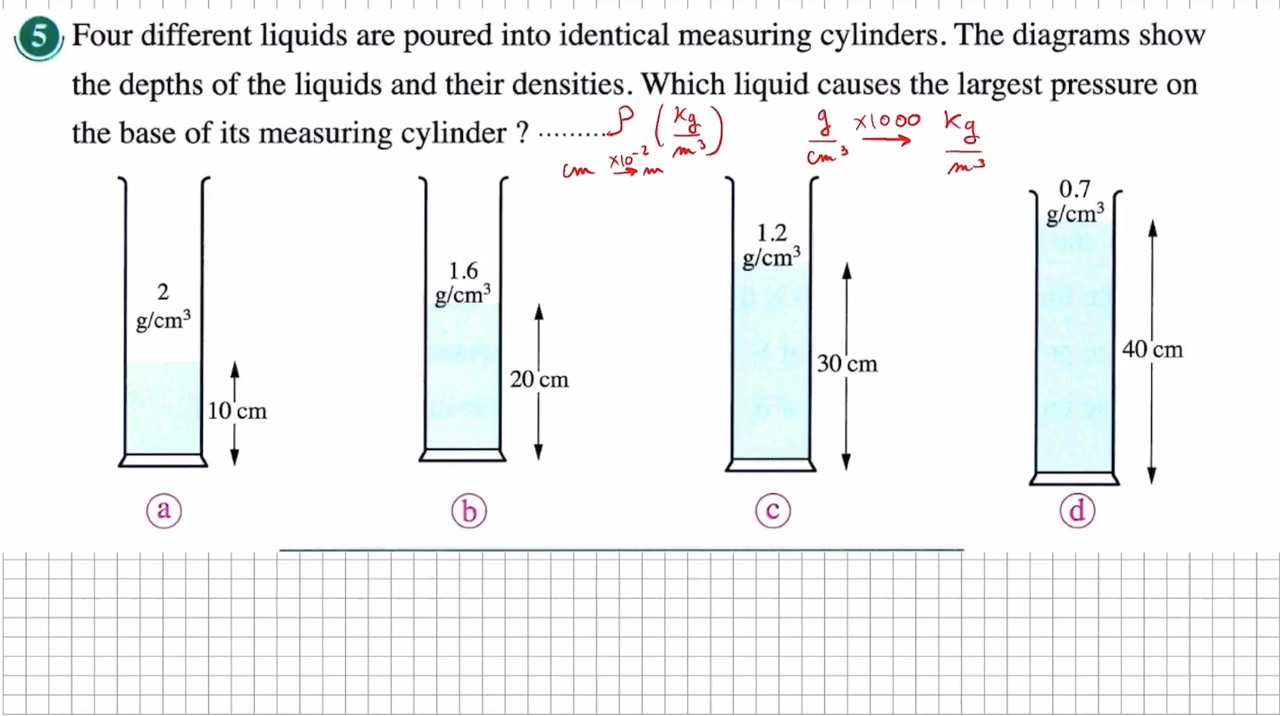 5 Four different liquids are poured into identical measuring cylinders. The diagrams show
the depths of the liquids and their densities. Which liquid causes the largest pressure on
the base of its measuring cylinder ? .......... ρ (kg/m³) g/cm³ ×1000 → kg/m³
cm ×10⁻² → m
2
g/cm³
10 cm
a
1.6
g/cm³
20 cm
b
1.2
g/cm³
30 cm
c
0.7
g/cm³
40 cm
d